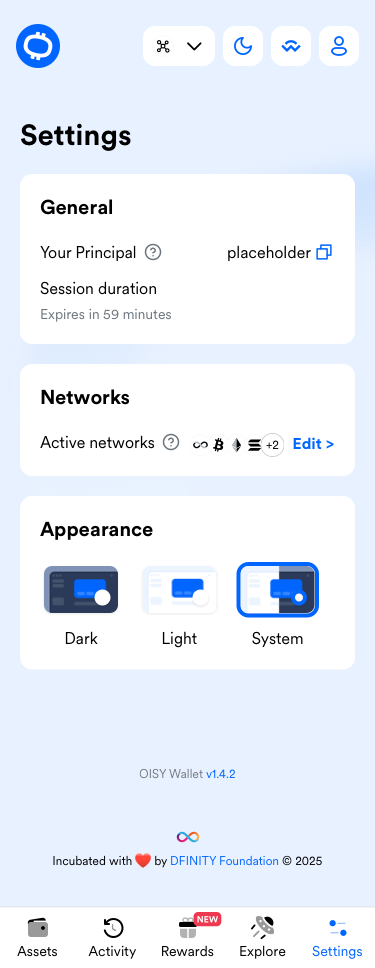 Settings
General
Your Principal
placeholder
Session duration
Expires in 59 minutes
Networks
Active networks
+2
Edit >
Appearance
Dark
Light
System
OISY Wallet v1.4.2
Incubated with ❤️ by DFINITY Foundation © 2025
NEW
Assets
Activity
Rewards
Explore
Settings